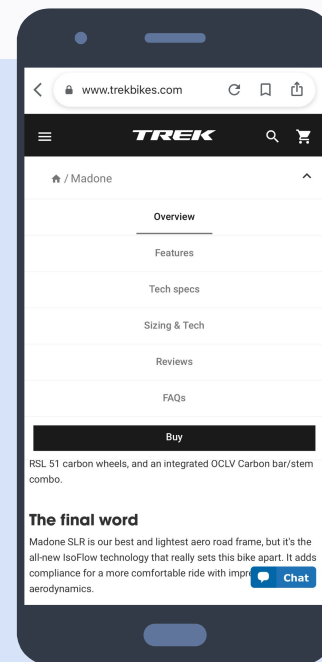 www.trekbikes.com
TREK
/ Madone
Overview
Features
Tech specs
Sizing & Tech
Reviews
FAQs
Buy
RSL 51 carbon wheels, and an integrated OCLV Carbon bar/stem
combo.
The final word
Madone SLR is our best and lightest aero road frame, but it's the
all-new IsoFlow technology that really sets this bike apart. It adds
compliance for a more comfortable ride with impr
aerodynamics.
Chat